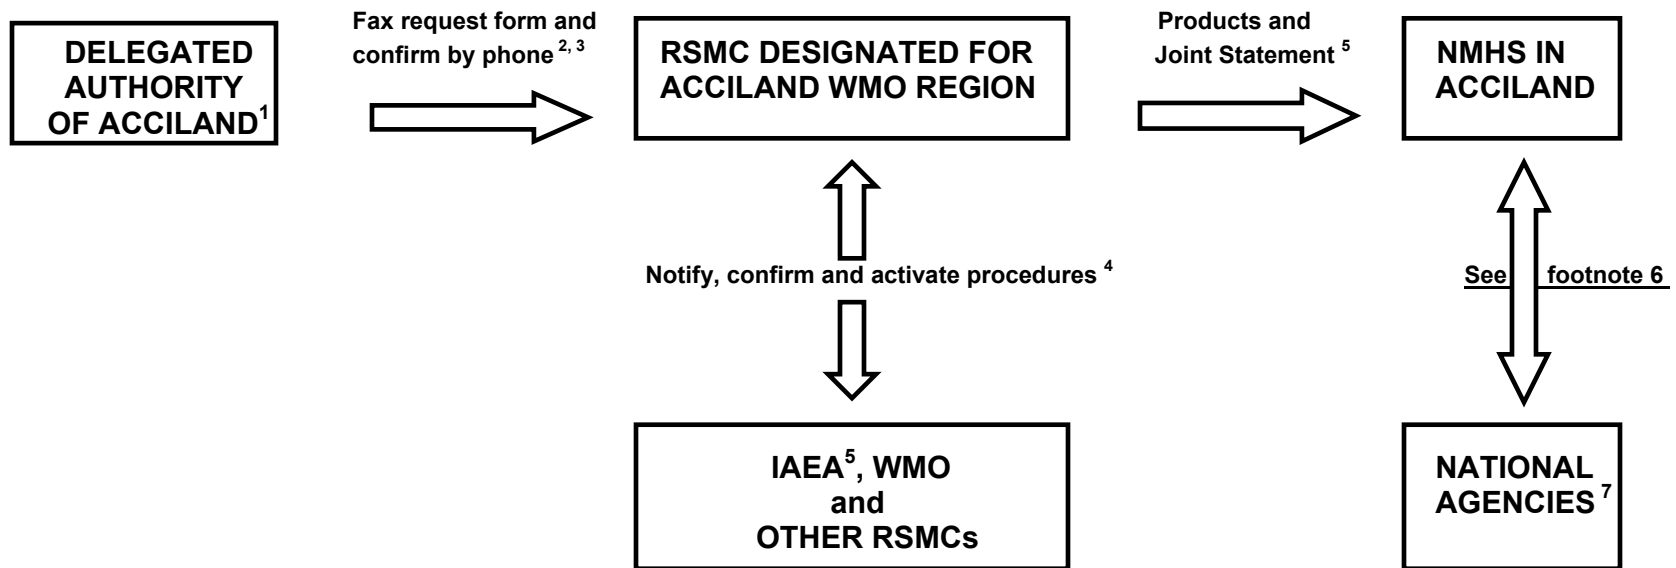 DELEGATED
AUTHORITY
OF ACCILAND1
Fax request form and
confirm by phone 2, 3
RSMC DESIGNATED FOR
ACCILAND WMO REGION
Products and
Joint Statement 5
NMHS IN
ACCILAND
Notify, confirm and activate procedures 4
See footnote 6
IAEA5, WMO
and
OTHER RSMCs
NATIONAL
AGENCIES 7